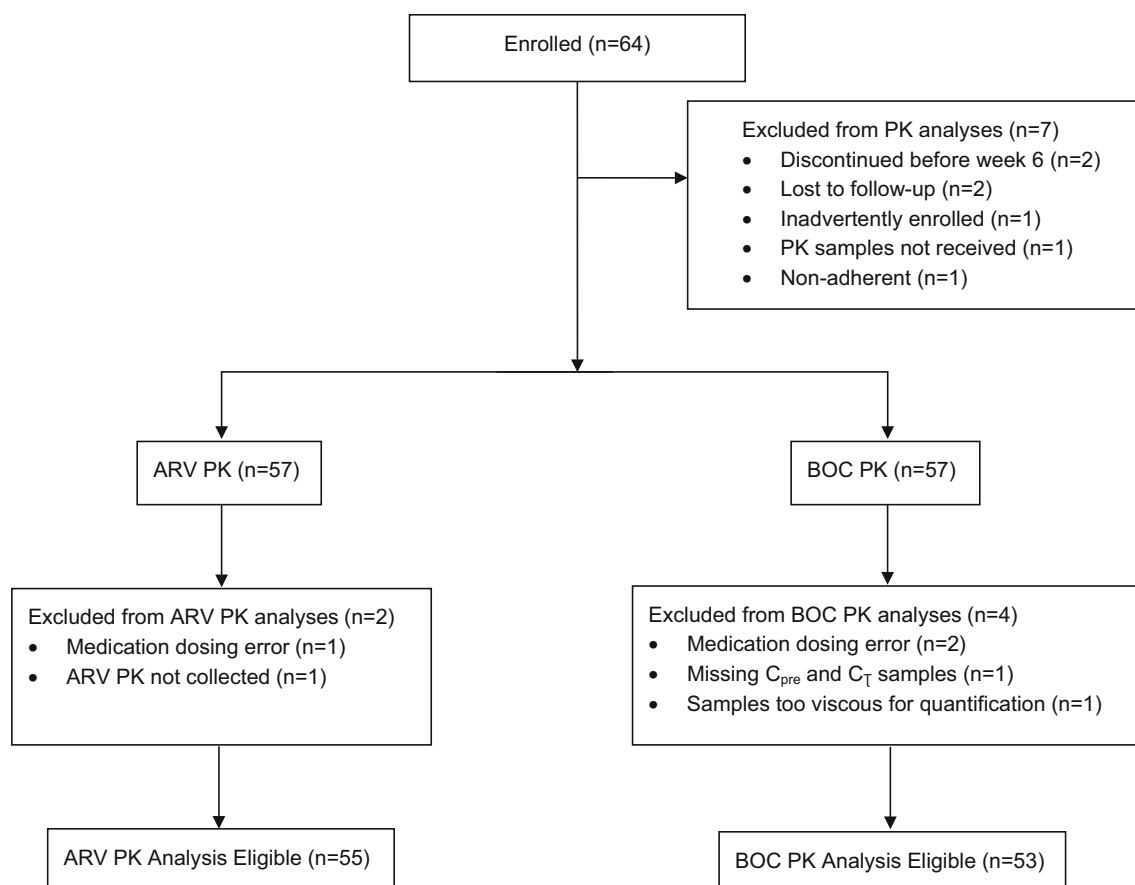 Enrolled (n=64)
Excluded from PK analyses (n=7)
• Discontinued before week 6 (n=2)
• Lost to follow-up (n=2)
• Inadvertently enrolled (n=1)
• PK samples not received (n=1)
• Non-adherent (n=1)
ARV PK (n=57)
BOC PK (n=57)
Excluded from ARV PK analyses (n=2)
• Medication dosing error (n=1)
• ARV PK not collected (n=1)
Excluded from BOC PK analyses (n=4)
• Medication dosing error (n=2)
• Missing Cpre and CƮ samples (n=1)
• Samples too viscous for quantification (n=1)
ARV PK Analysis Eligible (n=55)
BOC PK Analysis Eligible (n=53)